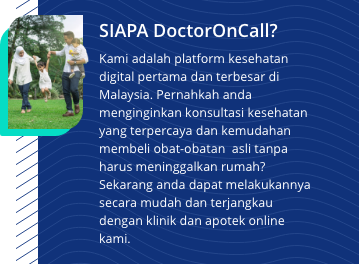 SIAPA DoctorOnCall?
Kami adalah platform kesehatan
digital pertama dan terbesar di
Malaysia. Pernahkah anda
menginginkan konsultasi kesehatan
yang terpercaya dan kemudahan
membeli obat-obatan  asli tanpa
harus meninggalkan rumah?
Sekarang anda dapat melakukannya
secara mudah dan terjangkau
dengan klinik dan apotek online
kami.